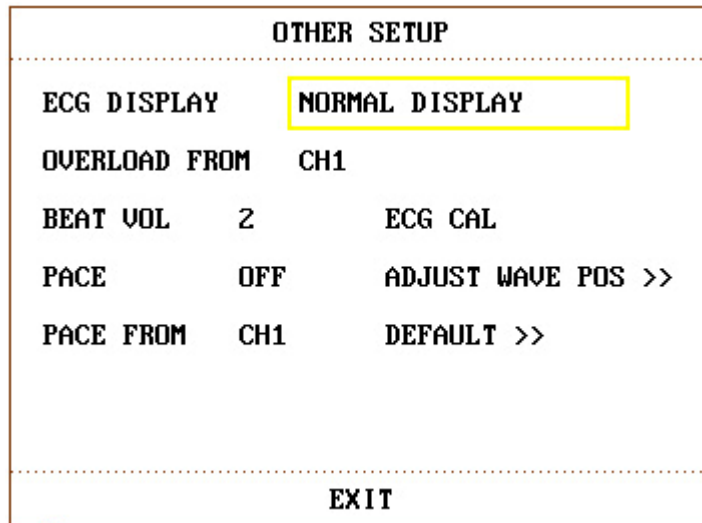 OTHER SETUP
ECG DISPLAY NORMAL DISPLAY
OVERLOAD FROM CH1
BEAT VOL 2 ECG CAL
PACE OFF ADJUST WAVE POS >>
PACE FROM CH1 DEFAULT >>
EXIT